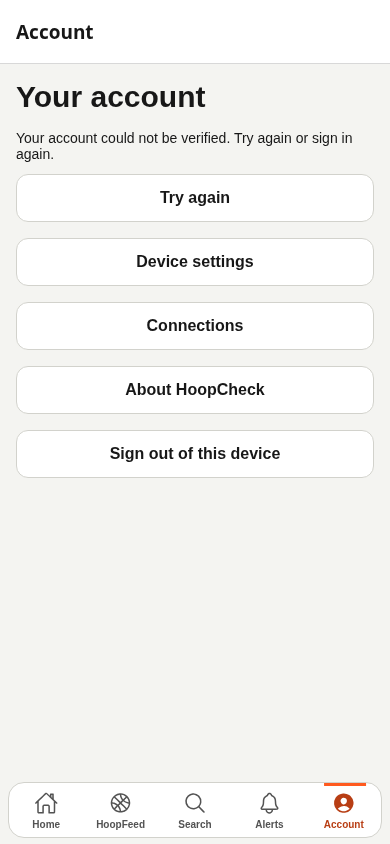 Account
Your account
Your account could not be verified. Try again or sign in
again.
Try again
Device settings
Connections
About HoopCheck
Sign out of this device
Home
HoopFeed
Search
Alerts
Account